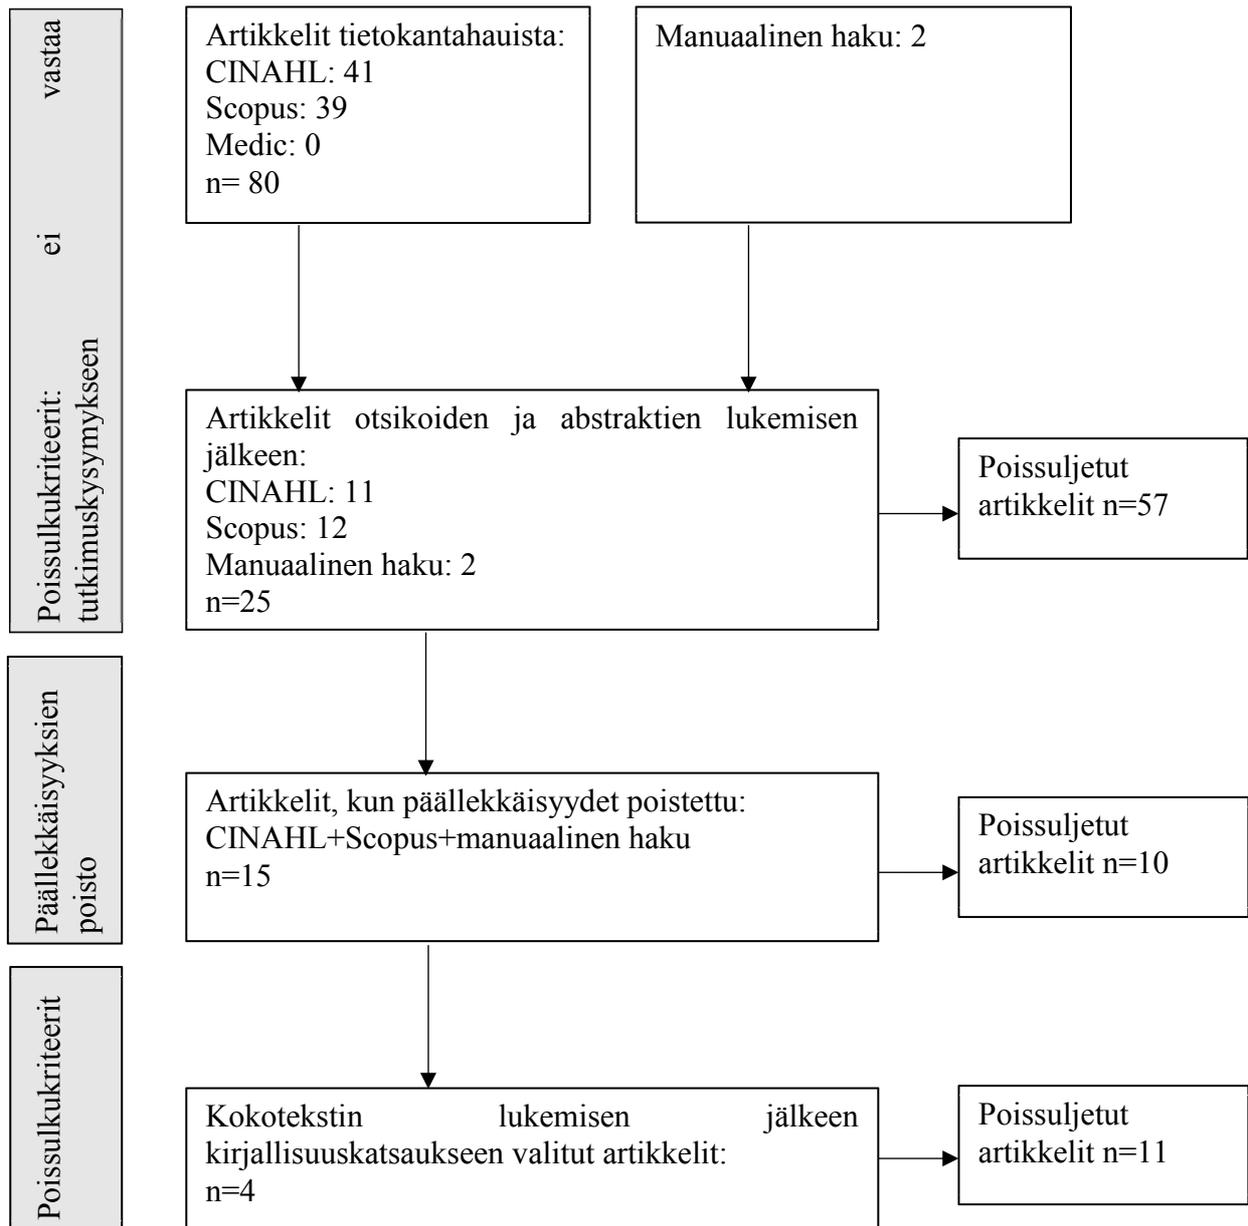 Poissulkukriteerit: ei vastaa
tutkimuskysymykseen
Artikkelit tietokantahauista:
CINAHL: 41
Scopus: 39
Medic: 0
n= 80
Manuaalinen haku: 2
Artikkelit otsikoiden ja abstraktien lukemisen
jälkeen:
CINAHL: 11
Scopus: 12
Manuaalinen haku: 2
n=25
Poissuljetut
artikkelit n=57
Päällekkäisyyksien
poisto
Artikkelit, kun päällekkäisyydet poistettu:
CINAHL+Scopus+manuaalinen haku
n=15
Poissuljetut
artikkelit n=10
Poissulkukriteerit
Kokotekstin lukemisen jälkeen
kirjallisuuskatsaukseen valitut artikkelit:
n=4
Poissuljetut
artikkelit n=11